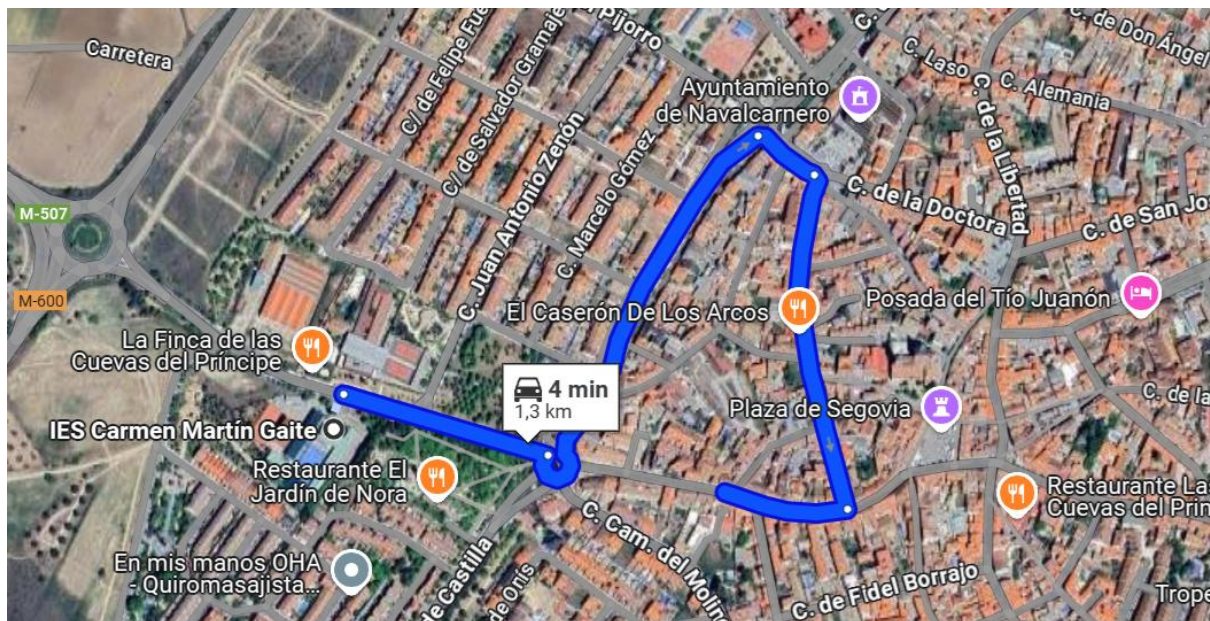 Carretera
C/ de Felipe Fue
C/ de Salvador Gramaje
Pijorro
C. Juan Antonio Zenón
C. Marcelo Gómez
Ayuntamiento
de Navalcarnero
C. Laso
C. de Don Ángel
C. Alemania
C. de la Libertad
C. de la Doctora
C. de San Jos
M-507
M-600
El Caserón De Los Arcos
Posada del Tío Juanón
La Finca de las
Cuevas del Príncipe
4 min
1,3 km
Plaza de Segovia
C. de la
IES Carmen Martín Gaite
Restaurante El
Jardín de Nora
Restaurante Las
Cuevas del Prin
C. Cam. del Molino
En mis manos OHA
- Quiromasajista...
de Castilla
de Oris
C. de Fidel Borrajo
Trope